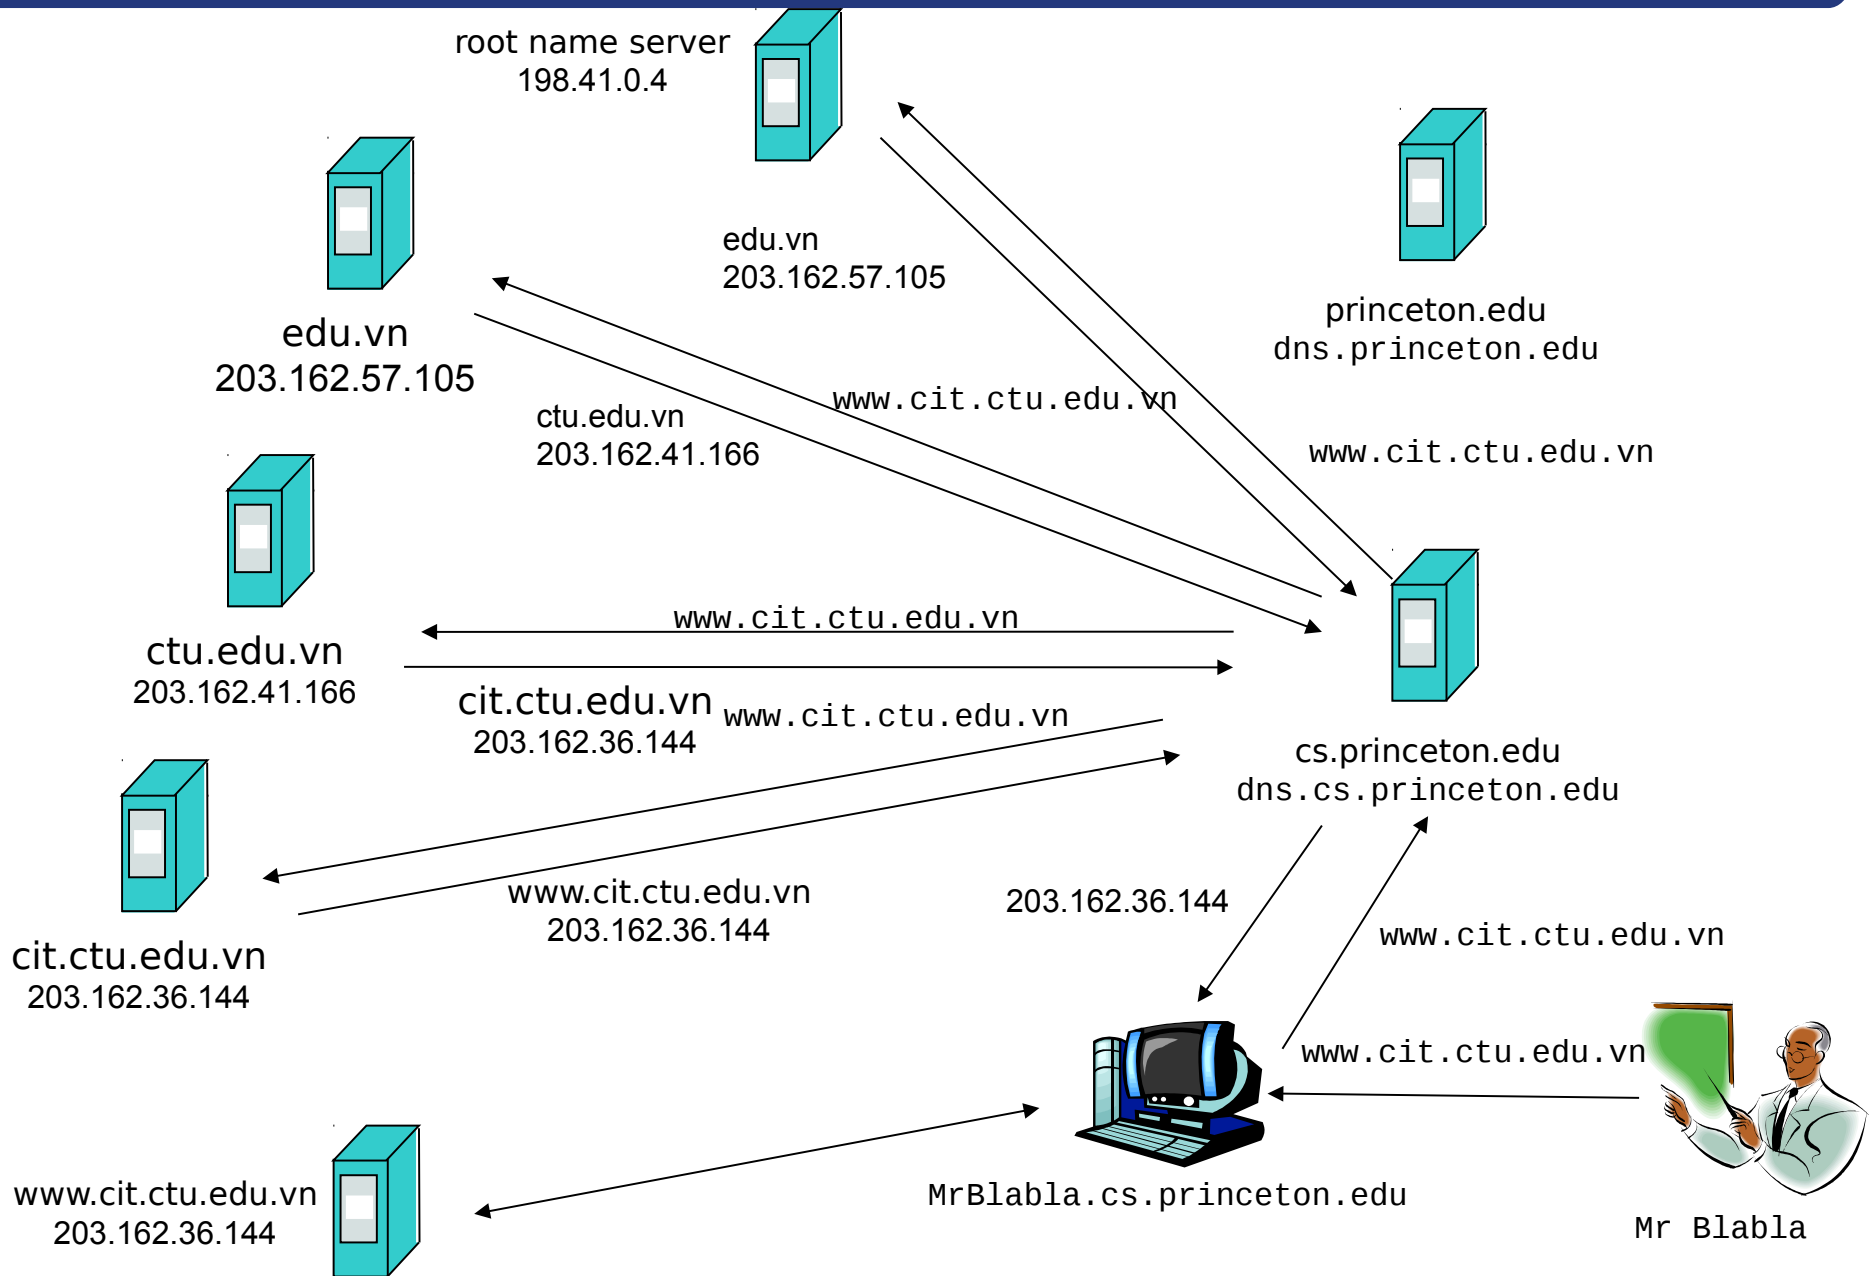 root name server
198.41.0.4
edu.vn
203.162.57.105
princeton.edu
dns.princeton.edu
edu.vn
203.162.57.105
www.cit.ctu.edu.vn
ctu.edu.vn
203.162.41.166
www.cit.ctu.edu.vn
www.cit.ctu.edu.vn
ctu.edu.vn
203.162.41.166
cit.ctu.edu.vn
203.162.36.144
www.cit.ctu.edu.vn
cs.princeton.edu
dns.cs.princeton.edu
www.cit.ctu.edu.vn
203.162.36.144
203.162.36.144
www.cit.ctu.edu.vn
cit.ctu.edu.vn
203.162.36.144
www.cit.ctu.edu.vn
www.cit.ctu.edu.vn
203.162.36.144
MrBlabla.cs.princeton.edu
Mr Blabla